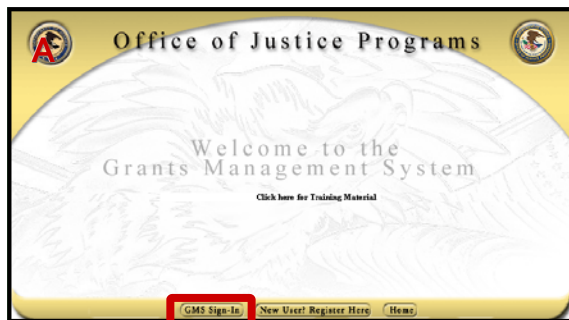 A
Office of Justice Programs
Welcome to the
Grants Management System
Click here for Training Material
GMS Sign-In New User? Register Here Home